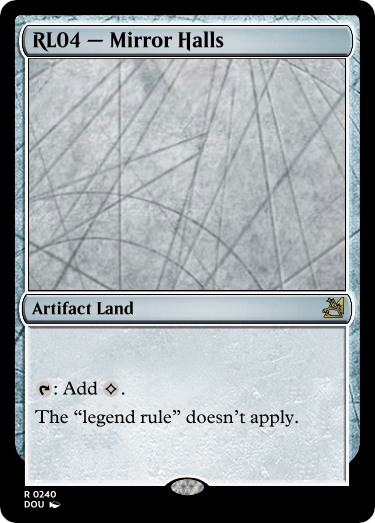 RL04 — Mirror Halls
Artifact Land
: Add .
The “legend rule” doesn’t apply.
R 0240
DOU